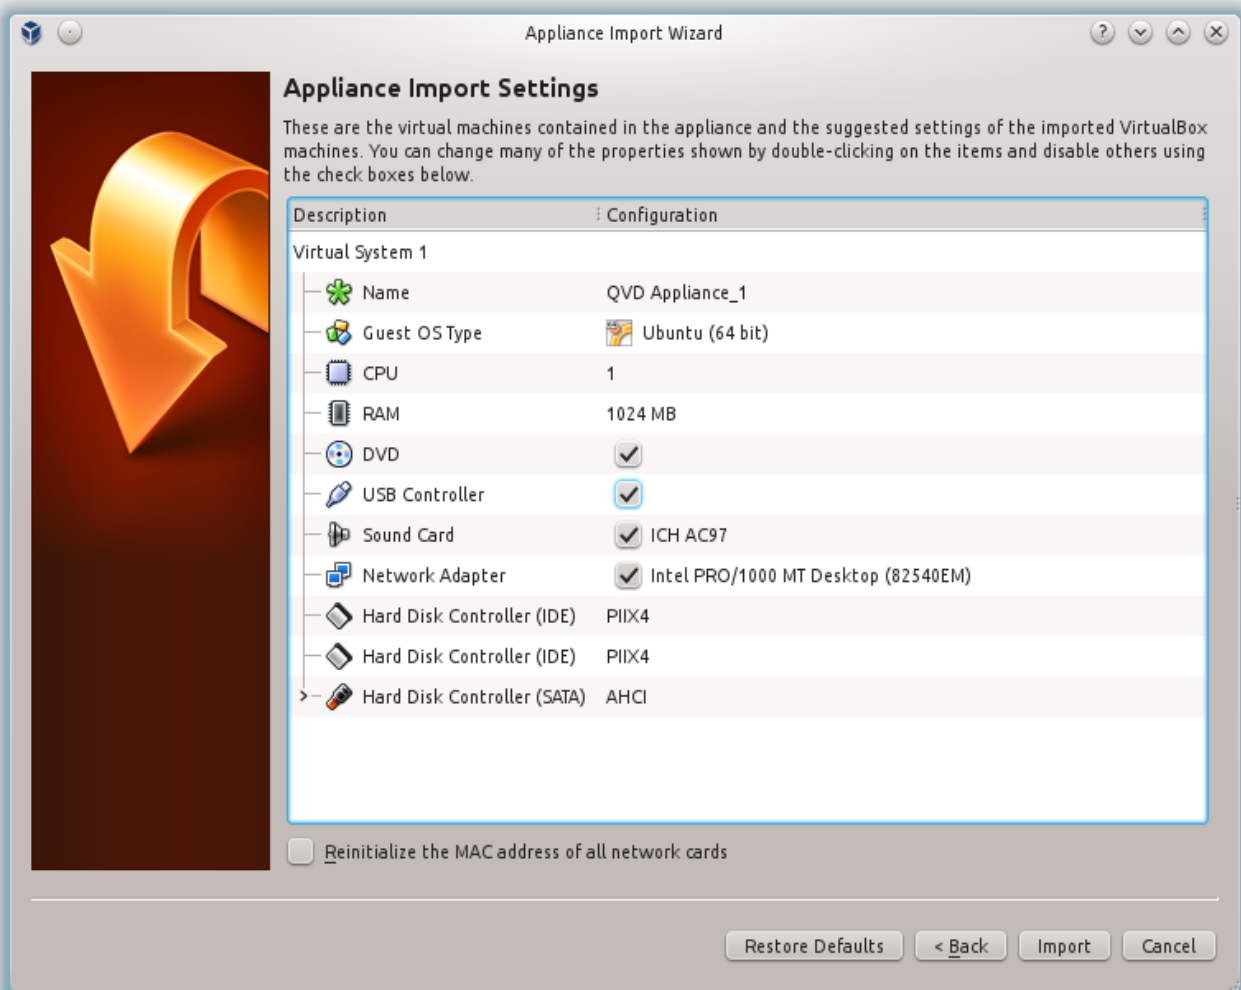 Appliance Import Wizard
Appliance Import Settings
These are the virtual machines contained in the appliance and the suggested settings of the imported VirtualBox
machines. You can change many of the properties shown by double-clicking on the items and disable others using
the check boxes below.
Description Configuration
Virtual System 1
Name QVD Appliance_1
Guest OS Type Ubuntu (64 bit)
CPU 1
RAM 1024 MB
DVD
USB Controller
Sound Card ICH AC97
Network Adapter Intel PRO/1000 MT Desktop (82540EM)
Hard Disk Controller (IDE) PIIX4
Hard Disk Controller (IDE) PIIX4
Hard Disk Controller (SATA) AHCI
Reinitialize the MAC address of all network cards
Restore Defaults < Back Import Cancel